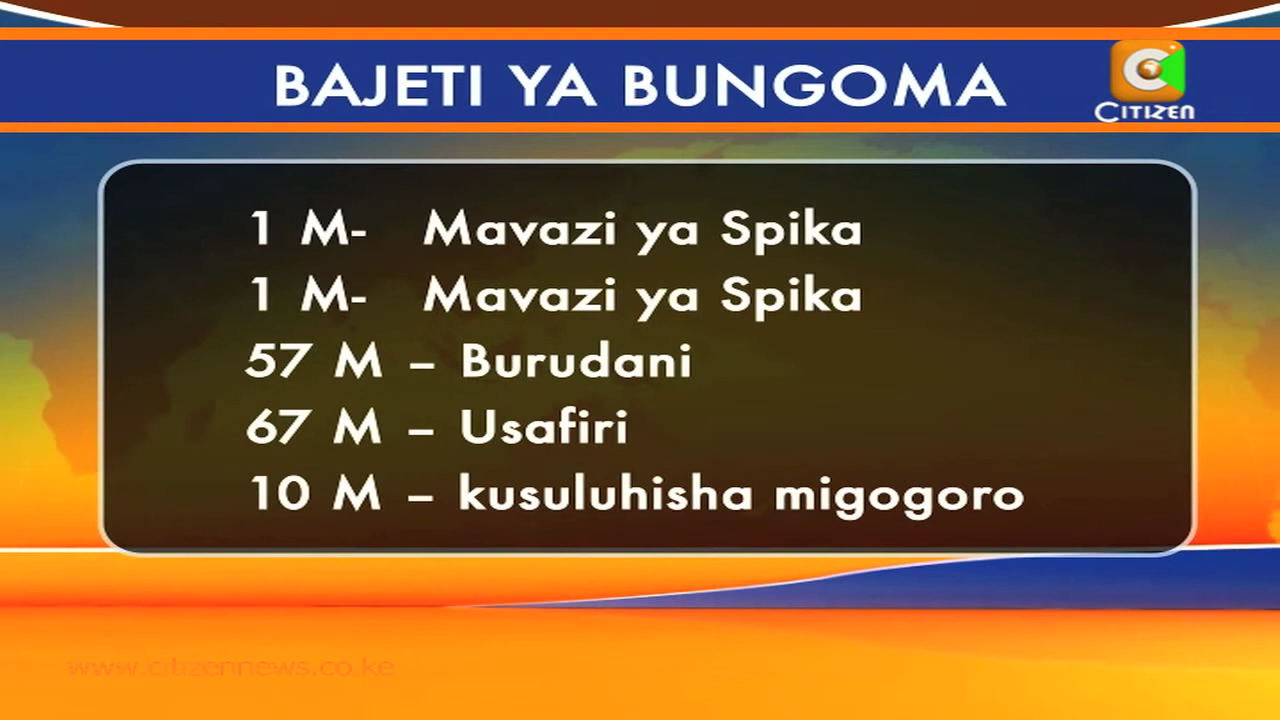 BAJETI YA BUNGOMA
CITIZEN
1 M- Mavazi ya Spika
1 M- Mavazi ya Spika
57 M – Burudani
67 M – Usafiri
10 M – kusuluhisha migogoro
www.citizennews.co.ke